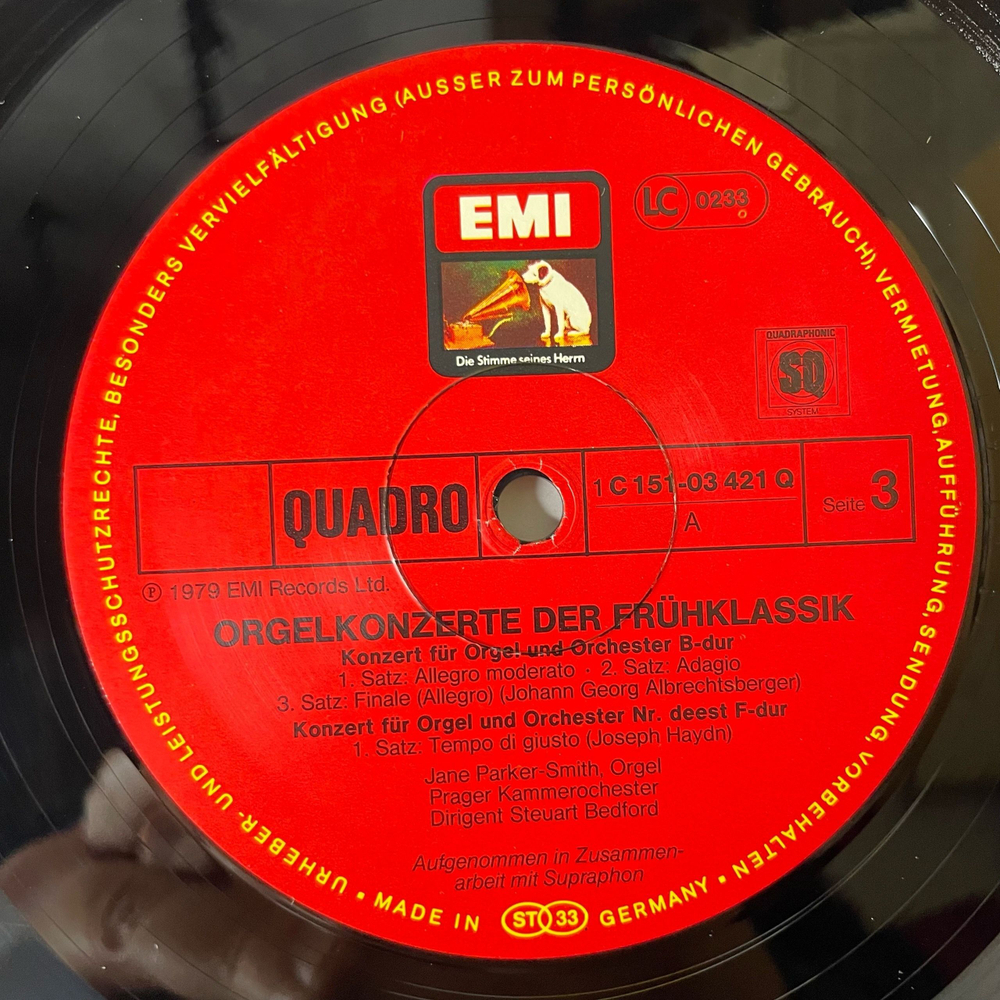 URHEBER- UND LEISTUNGSSCHUTZRECHTE, BESONDERS VERVIELFÄLTIGUNG (AUSSER ZUM PERSÖNLICHEN GEBRAUCH), VERMIETUNG, AUFFÜHRUNG, SENDUNG, VORBEHALTEN •
EMI
LC 0233
Die Stimme seines Herrn
QUADRAPHONIC
SQ
SYSTEM
QUADRO
1 C 151-03 421 Q
A
Seite 3
℗ 1979 EMI Records Ltd.
ORGELKONZERTE DER FRÜHKLASSIK
Konzert für Orgel und Orchester B-dur
1. Satz: Allegro moderato · 2. Satz: Adagio
3. Satz: Finale (Allegro) (Johann Georg Albrechtsberger)
Konzert für Orgel und Orchester Nr. deest F-dur
1. Satz: Tempo di giusto (Joseph Haydn)
Jane Parker-Smith, Orgel
Prager Kammerochester
Dirigent Steuart Bedford
Aufgenommen in Zusammen-
arbeit mit Supraphon
• MADE IN ST 33 GERMANY •